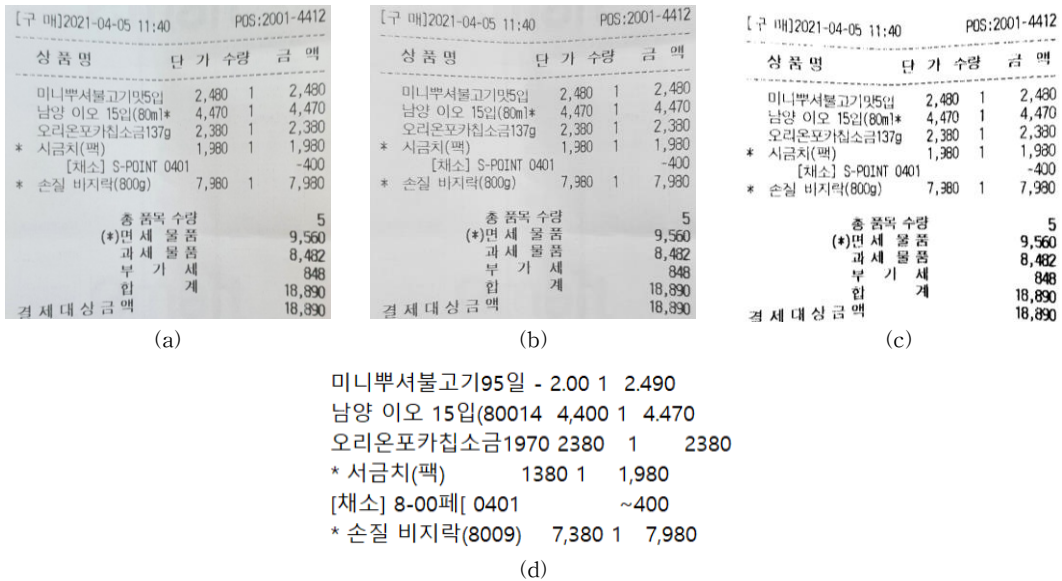 [구 매]2021-04-05 11:40 POS:2001-4412
상 품 명 단 가 수량 금 액
미니뿌셔불고기맛5입 2,480 1 2,480
남양 이오 15입(80ml* 4,470 1 4,470
오리온포카칩소금137g 2,380 1 2,380
* 시금치(팩) 1,980 1 1,980
[채소] S-POINT 0401 -400
* 손질 바지락(800g) 7,980 1 7,980
총 품목 수량 5
(*)면 세 물 품 9,560
과 세 물 품 8,482
부 가 세 848
합 계 18,890
결 제 대 상 금 액 18,890
(a)
[구 매]2021-04-05 11:40 POS:2001-4412
상 품 명 단 가 수량 금 액
미니뿌셔불고기맛5입 2,480 1 2,480
남양 이오 15입(80ml* 4,470 1 4,470
오리온포카칩소금137g 2,380 1 2,380
* 시금치(팩) 1,980 1 1,980
[채소] S-POINT 0401 -400
* 손질 바지락(800g) 7,980 1 7,980
총 품목 수량 5
(*)면 세 물 품 9,560
과 세 물 품 8,482
부 가 세 848
합 계 18,890
결 제 대 상 금 액 18,890
(b)
[구 매]2021-04-05 11:40 POS:2001-4412
상 품 명 단 가 수량 금 액
미니뿌셔불고기맛5입 2,480 1 2,480
남양 이오 15입(80ml* 4,470 1 4,470
오리온포카칩소금137g 2,380 1 2,380
* 시금치(팩) 1,980 1 1,980
[채소] S-POINT 0401 -400
* 손질 바지락(800g) 7,980 1 7,980
총 품목 수량 5
(*)면 세 물 품 9,560
과 세 물 품 8,482
부 가 세 848
합 계 18,890
결 제 대 상 금 액 18,890
(c)
미니뿌셔불고기95일 - 2.00 1 2.490
남양 이오 15입(80014 4,400 1 4.470
오리온포카칩소금1970 2380 1 2380
* 서금치(팩) 1380 1 1,980
[채소] 8-00페[ 0401 ~400
* 손질 비지락(8009) 7,380 1 7,980
(d)